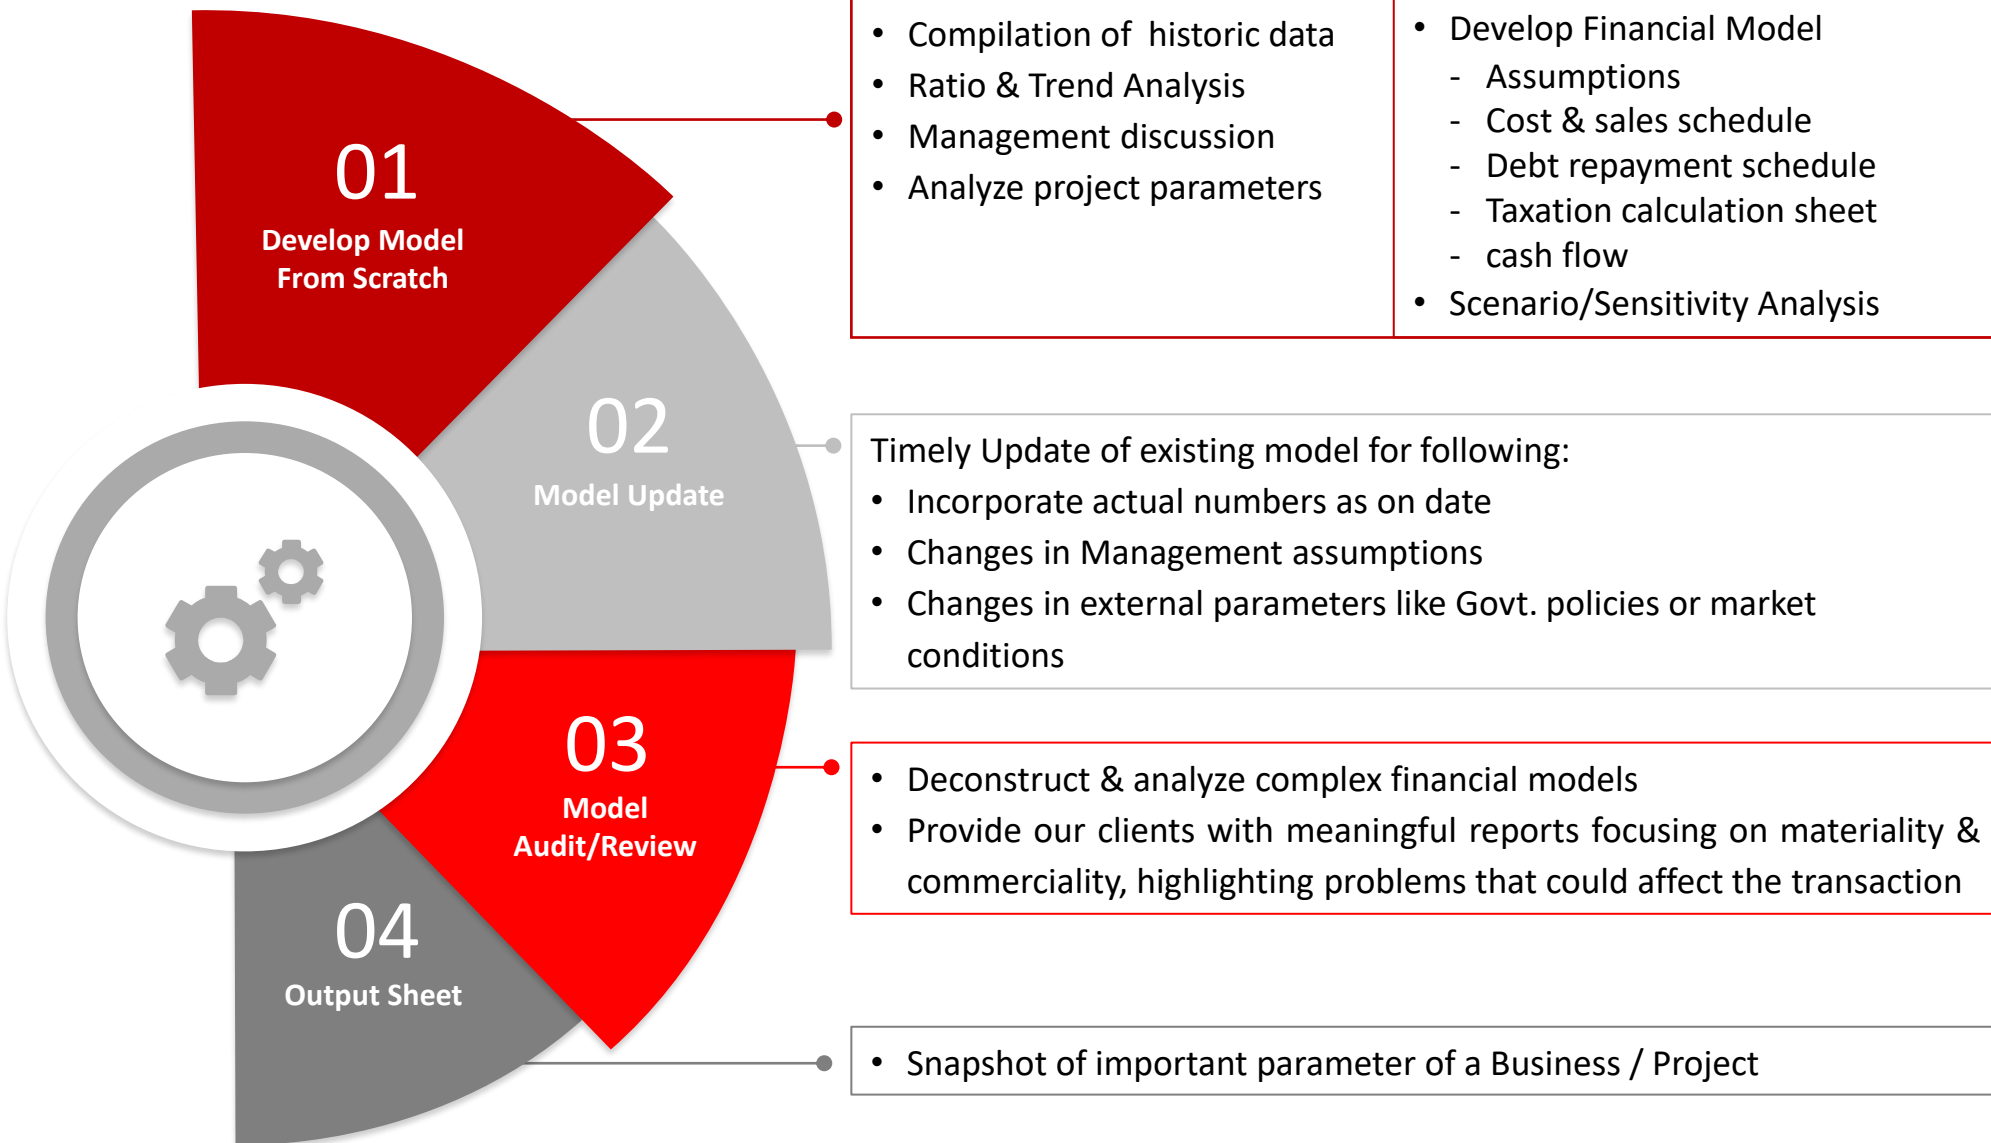 01
Develop Model
From Scratch
• Compilation of historic data
• Ratio & Trend Analysis
• Management discussion
• Analyze project parameters
• Develop Financial Model
- Assumptions
- Cost & sales schedule
- Debt repayment schedule
- Taxation calculation sheet
- cash flow
• Scenario/Sensitivity Analysis
02
Model Update
Timely Update of existing model for following:
• Incorporate actual numbers as on date
• Changes in Management assumptions
• Changes in external parameters like Govt. policies or market
conditions
03
Model
Audit/Review
• Deconstruct & analyze complex financial models
• Provide our clients with meaningful reports focusing on materiality &
commerciality, highlighting problems that could affect the transaction
04
Output Sheet
• Snapshot of important parameter of a Business / Project